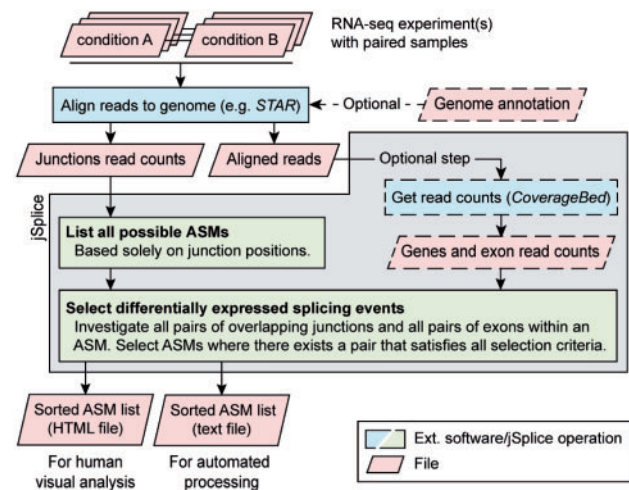 condition A
condition B
RNA-seq experiment(s)
with paired samples
Align reads to genome (e.g. STAR)
Optional
Genome annotation
Junctions read counts
Aligned reads
Optional step
Get read counts (CoverageBed)
jSplice
List all possible ASMs
Based solely on junction positions.
Genes and exon read counts
Select differentially expressed splicing events
Investigate all pairs of overlapping junctions and all pairs of exons within an
ASM. Select ASMs where there exists a pair that satisfies all selection criteria.
Sorted ASM list
(HTML file)
Sorted ASM list
(text file)
For human
visual analysis
For automated
processing
Ext. software/jSplice operation
File